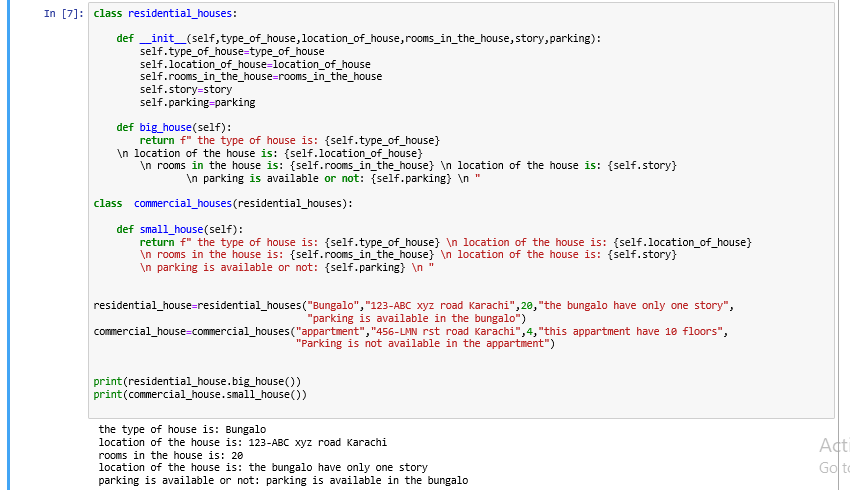 In [7]: class residential_houses:
def __init__(self,type_of_house,location_of_house,rooms_in_the_house,story,parking):
self.type_of_house=type_of_house
self.location_of_house=location_of_house
self.rooms_in_the_house=rooms_in_the_house
self.story=story
self.parking=parking
def big_house(self):
return f" the type of house is: {self.type_of_house}
\n location of the house is: {self.location_of_house}
\n rooms in the house is: {self.rooms_in_the_house} \n location of the house is: {self.story}
\n parking is available or not: {self.parking} \n "
class  commercial_houses(residential_houses):
def small_house(self):
return f" the type of house is: {self.type_of_house} \n location of the house is: {self.location_of_house}
\n rooms in the house is: {self.rooms_in_the_house} \n location of the house is: {self.story}
\n parking is available or not: {self.parking} \n "
residential_house=residential_houses("Bungalo","123-ABC xyz road Karachi",20,"the bungalo have only one story",
"parking is available in the bungalo")
commercial_house=commercial_houses("appartment","456-LMN rst road Karachi",4,"this appartment have 10 floors",
"Parking is not available in the appartment")
print(residential_house.big_house())
print(commercial_house.small_house())
the type of house is: Bungalo
location of the house is: 123-ABC xyz road Karachi
rooms in the house is: 20
location of the house is: the bungalo have only one story
parking is available or not: parking is available in the bungalo
Go